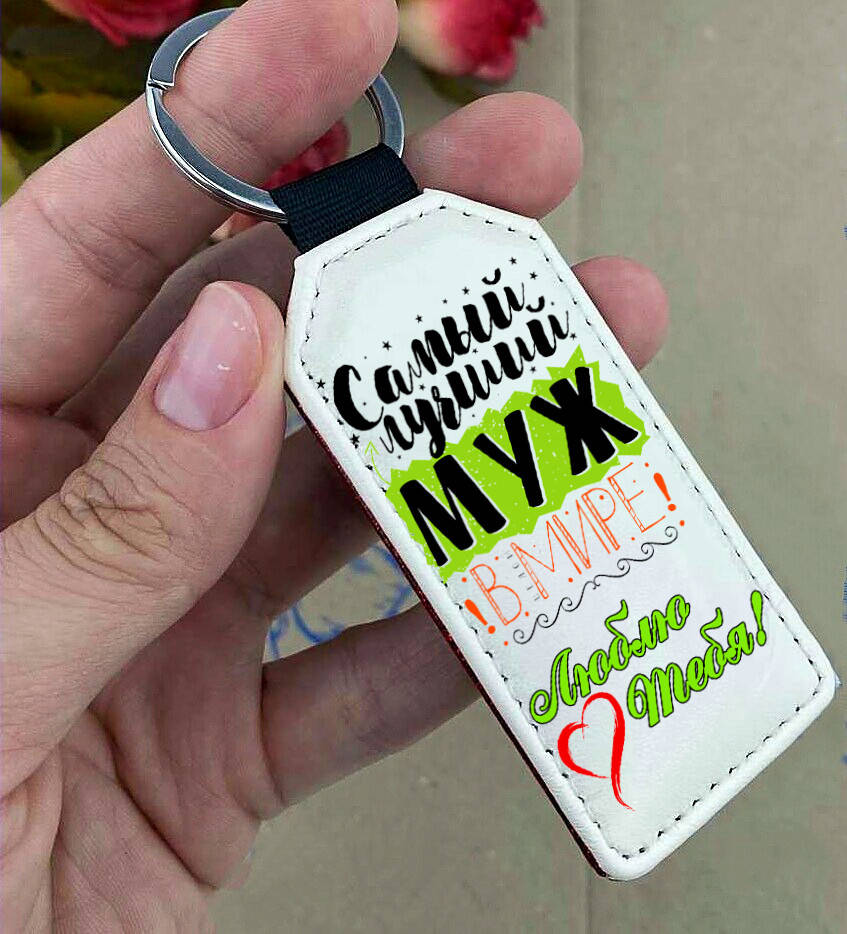 Самый
лучший
МУЖ
!В МИРЕ!
Люблю
Тебя!